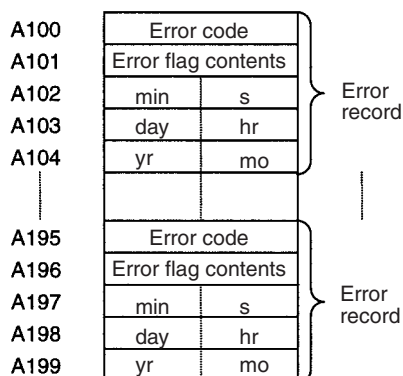 A100 Error code
A101 Error flag contents
A102 min s
A103 day hr
A104 yr mo
Error
record
A195 Error code
A196 Error flag contents
A197 min s
A198 day hr
A199 yr mo
Error
record